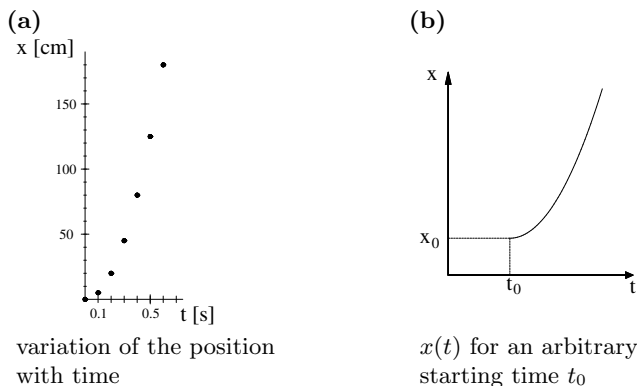 (a)
x [cm]
150
100
50
0.1
0.5
t [s]
variation of the position
with time
(b)
x
x₀
t₀
t
x(t) for an arbitrary
starting time t₀